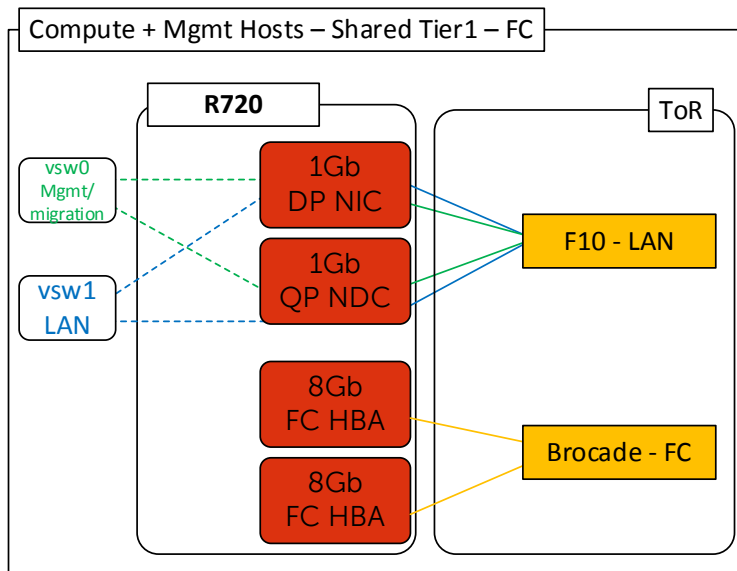 Compute + Mgmt Hosts – Shared Tier1 – FC
R720
ToR
vsw0
Mgmt/
migration
vsw1
LAN
1Gb
DP NIC
1Gb
QP NDC
8Gb
FC HBA
8Gb
FC HBA
F10 - LAN
Brocade - FC